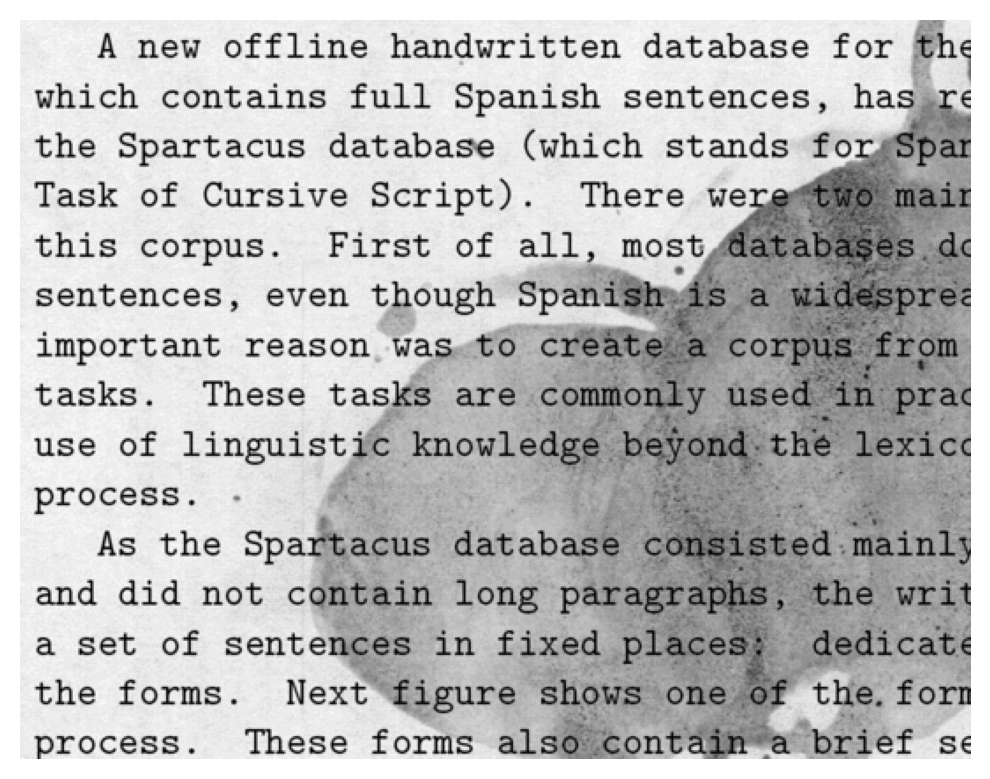 A new offline handwritten database for the
which contains full Spanish sentences, has re
the Spartacus database (which stands for Span
Task of Cursive Script). There were two main
this corpus. First of all, most databases do
sentences, even though Spanish is a widesprea
important reason was to create a corpus from
tasks. These tasks are commonly used in prac
use of linguistic knowledge beyond the lexico
process.
As the Spartacus database consisted mainly
and did not contain long paragraphs, the writ
a set of sentences in fixed places: dedicate
the forms. Next figure shows one of the form
process. These forms also contain a brief se